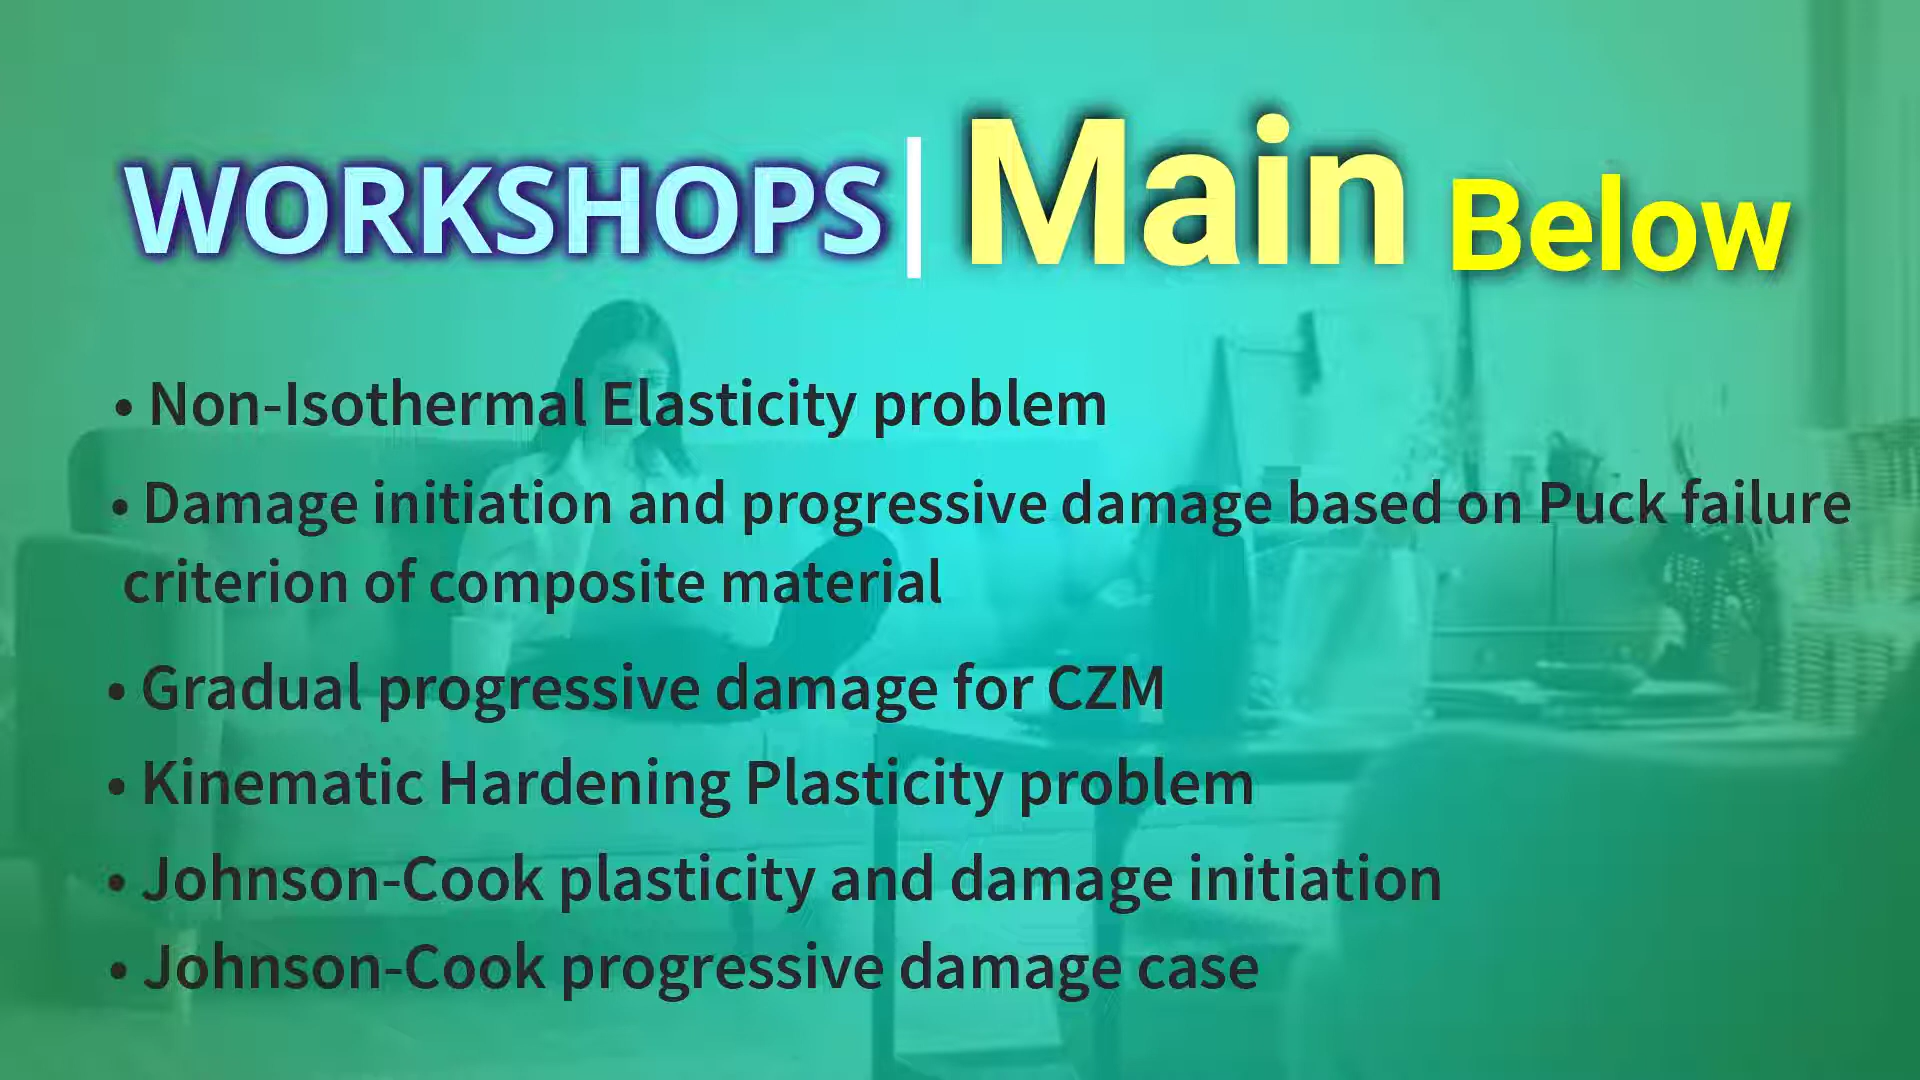 WORKSHOPS | Main Below
• Non-Isothermal Elasticity problem
• Damage initiation and progressive damage based on Puck failure
criterion of composite material
• Gradual progressive damage for CZM
• Kinematic Hardening Plasticity problem
• Johnson-Cook plasticity and damage initiation
• Johnson-Cook progressive damage case